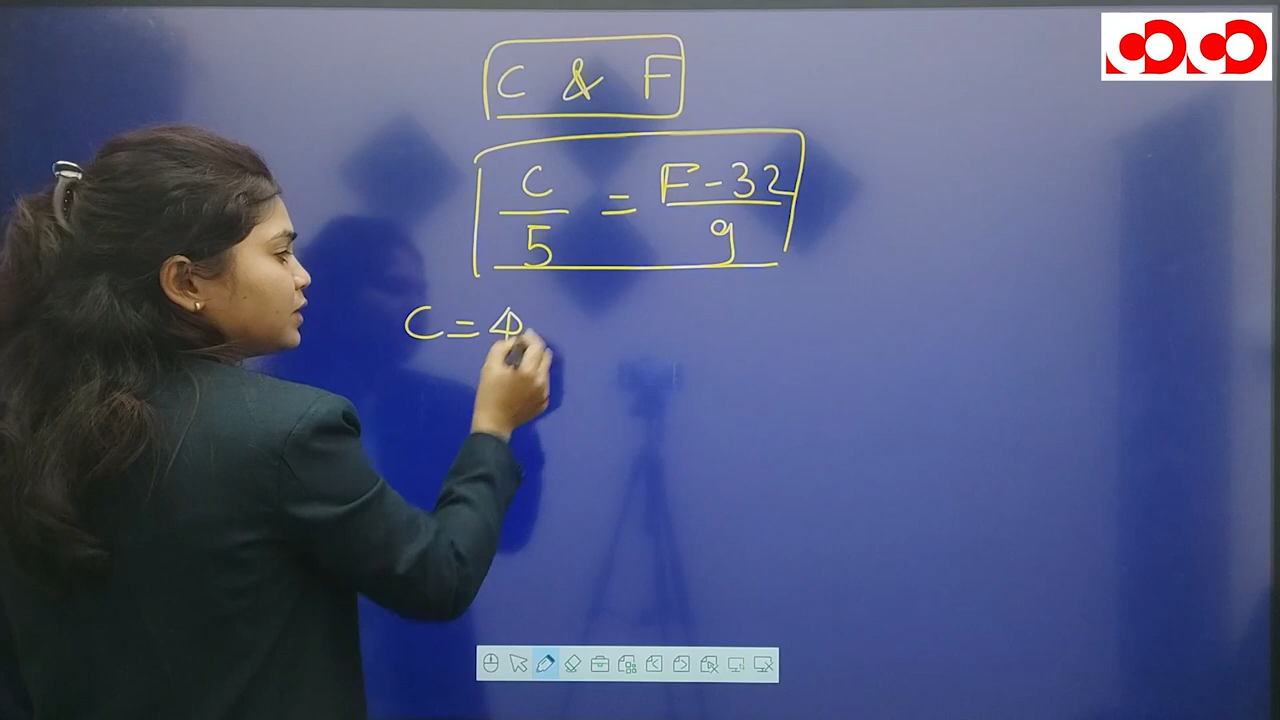 C & F
C/5 = F-32/9
C = 4